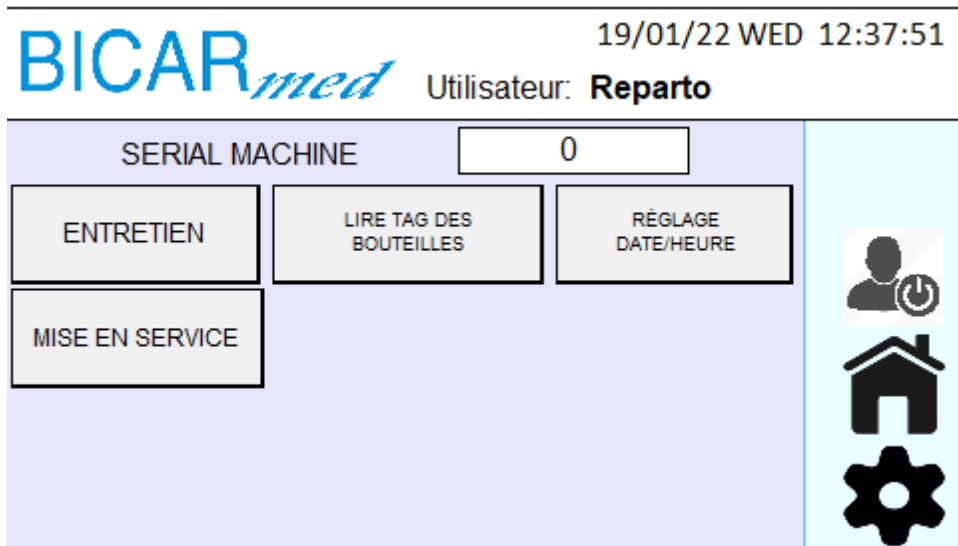 BICARmed
19/01/22 WED 12:37:51
Utilisateur: Reparto
SERIAL MACHINE 0
ENTRETIEN
LIRE TAG DES
BOUTEILLES
RÉGLAGE
DATE/HEURE
MISE EN SERVICE